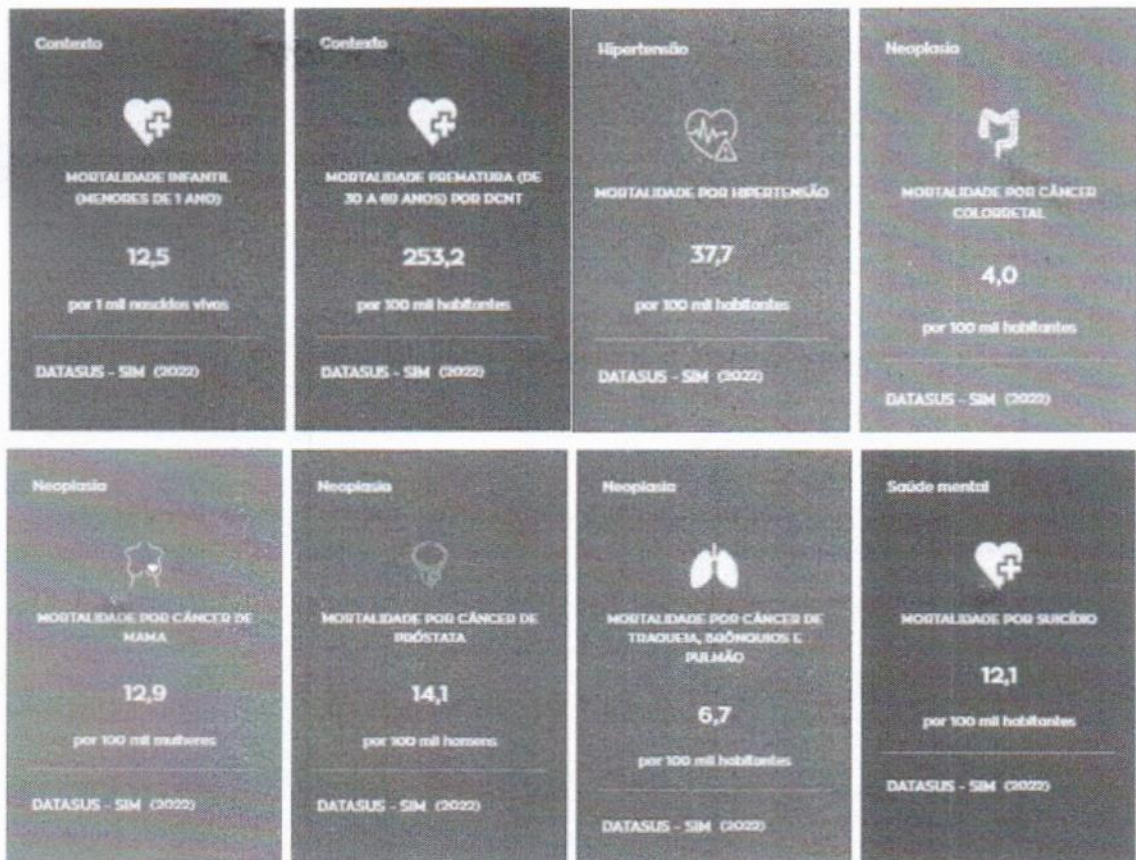 Contexto
MORTALIDADE INFANTIL
(MENORES DE 1 ANO)
12,5
por 1 mil nascidos vivos
DATASUS - SIM (2022)
Contexto
MORTALIDADE PREMATURA (DE
30 A 69 ANOS) POR DCNT
253,2
por 100 mil habitantes
DATASUS - SIM (2022)
Hipertensão
MORTALIDADE POR HIPERTENSÃO
37,7
por 100 mil habitantes
DATASUS - SIM (2022)
Neoplasia
MORTALIDADE POR CÂNCER
COLORRETAL
4,0
por 100 mil habitantes
DATASUS - SIM (2022)
Neoplasia
MORTALIDADE POR CÂNCER DE
MAMA
12,9
por 100 mil mulheres
DATASUS - SIM (2022)
Neoplasia
MORTALIDADE POR CÂNCER DE
PRÓSTATA
14,1
por 100 mil homens
DATASUS - SIM (2022)
Neoplasia
MORTALIDADE POR CÂNCER DE
TRAQUEIA, BRÔNQUIOS E
PULMÃO
6,7
por 100 mil habitantes
DATASUS - SIM (2022)
Saúde mental
MORTALIDADE POR SUICÍDIO
12,1
por 100 mil habitantes
DATASUS - SIM (2022)